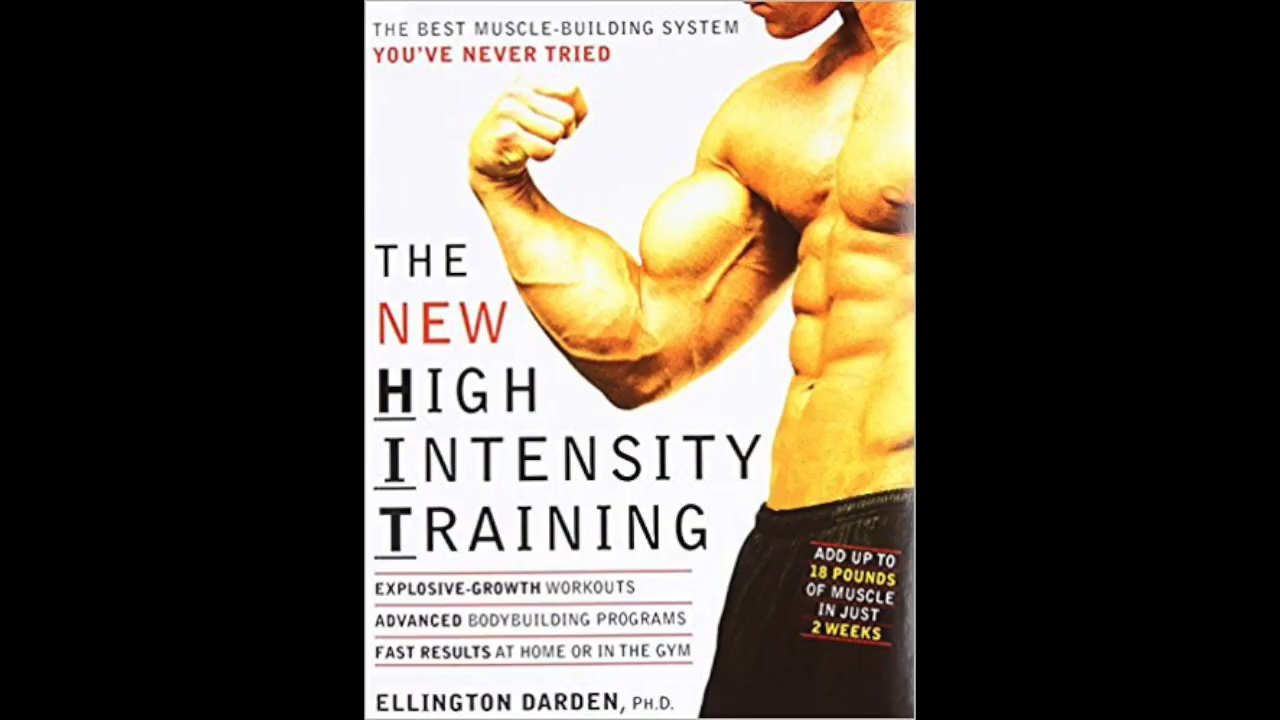 THE BEST MUSCLE-BUILDING SYSTEM
YOU'VE NEVER TRIED
THE
NEW
HIGH
INTENSITY
TRAINING
EXPLOSIVE-GROWTH WORKOUTS
ADVANCED BODYBUILDING PROGRAMS
FAST RESULTS AT HOME OR IN THE GYM
ELLINGTON DARDEN, PH.D.
ADD UP TO
18 POUNDS
OF MUSCLE
IN JUST
2 WEEKS